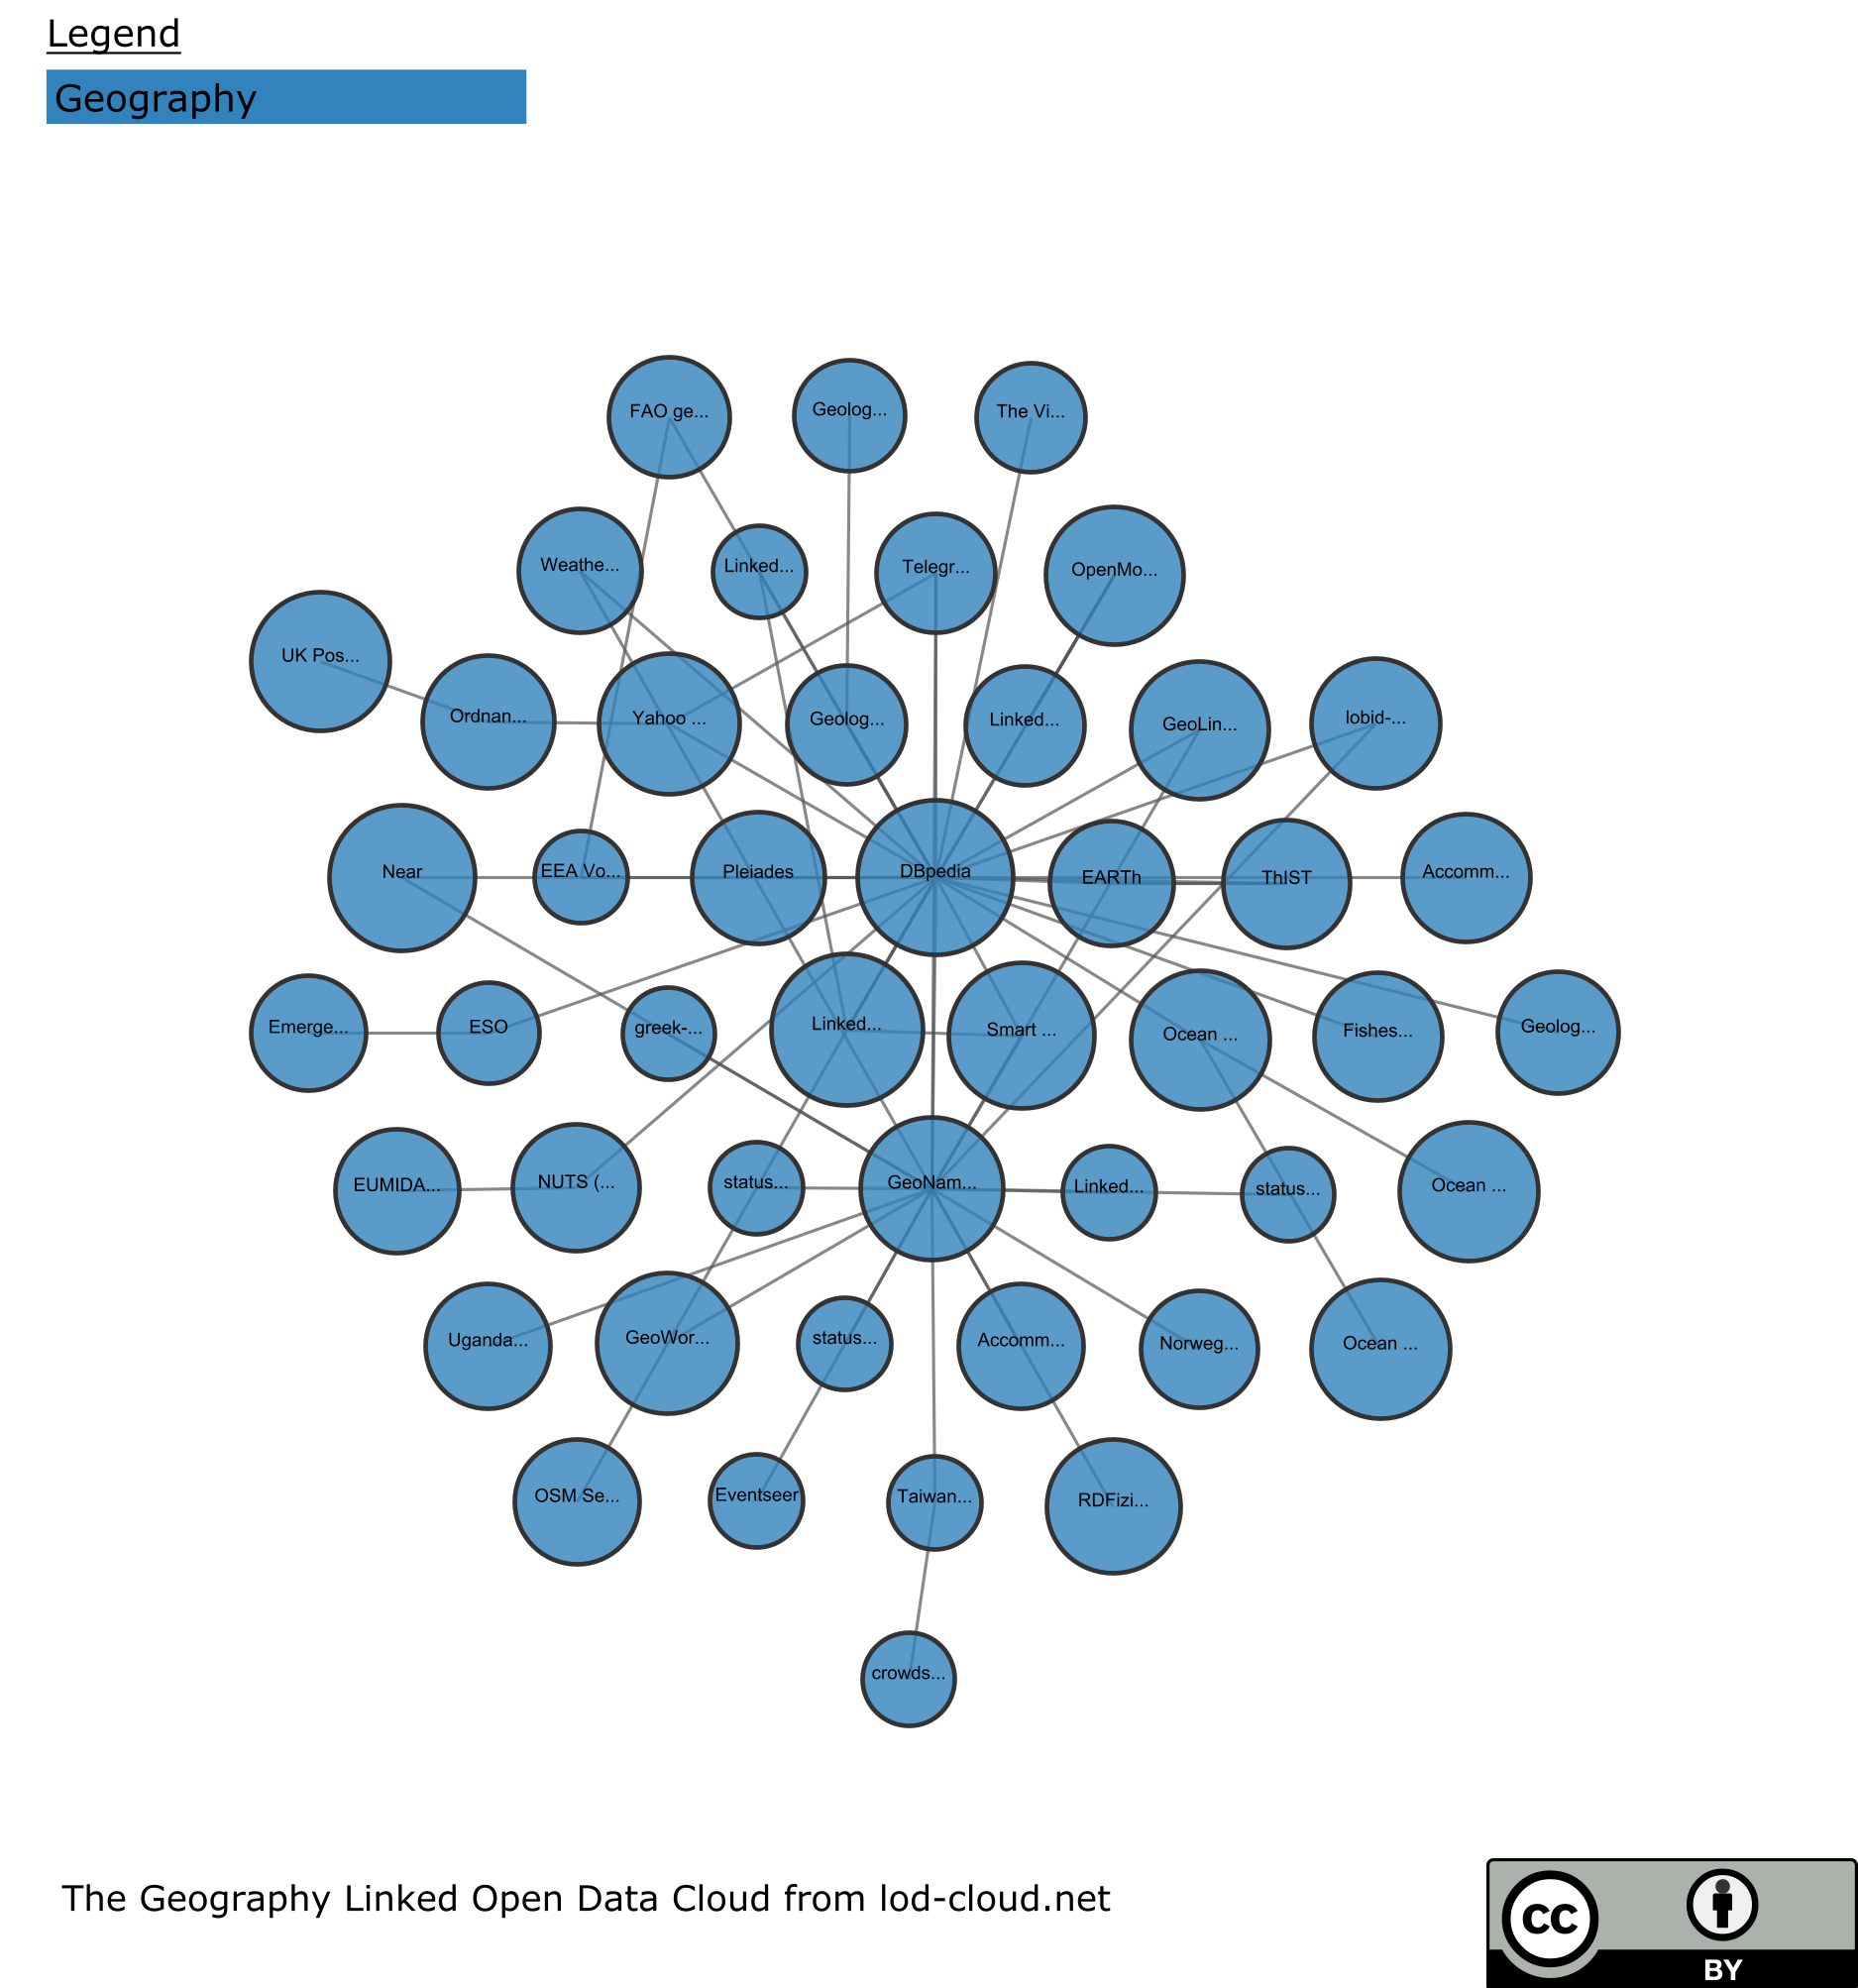 Legend
Geography
FAO ge...
Geolog...
The Vi...
Weathe...
Linked...
Telegr...
OpenMo...
UK Pos...
Ordnan...
Yahoo ...
Geolog...
Linked...
GeoLin...
lobid-...
Near
EEA Vo...
Pleiades
DBpedia
EARTh
ThIST
Accomm...
Emerge...
ESO
greek-...
Linked...
Smart ...
Ocean ...
Fishes...
Geolog...
EUMIDA...
NUTS (...
status...
GeoNam...
Linked...
status...
Ocean ...
Uganda...
GeoWor...
status...
Accomm...
Norweg...
Ocean ...
OSM Se...
Eventseer
Taiwan...
RDFizi...
crowds...
The Geography Linked Open Data Cloud from lod-cloud.net
cc
BY